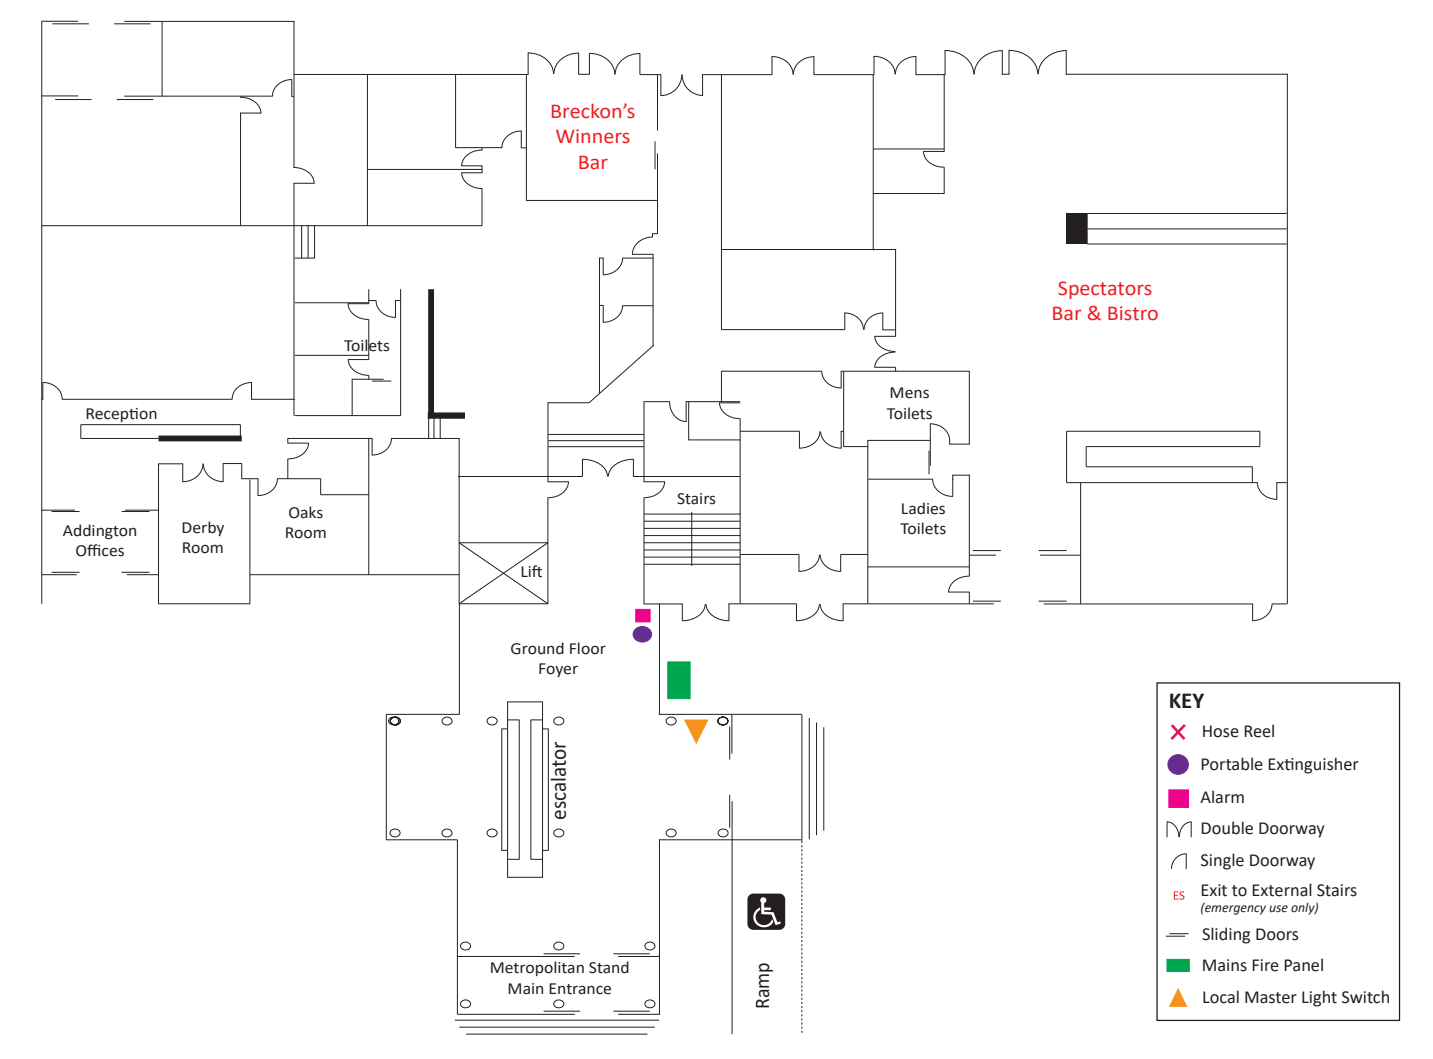 Breckon's
Winners
Bar
Spectators
Bar & Bistro
Toilets
Reception
Mens
Toilets
Addington
Offices
Derby
Room
Oaks
Room
Stairs
Ladies
Toilets
Lift
Ground Floor
Foyer
escalator
Metropolitan Stand
Main Entrance
Ramp
KEY
Hose Reel
Portable Extinguisher
Alarm
Double Doorway
Single Doorway
ES Exit to External Stairs
(emergency use only)
Sliding Doors
Mains Fire Panel
Local Master Light Switch